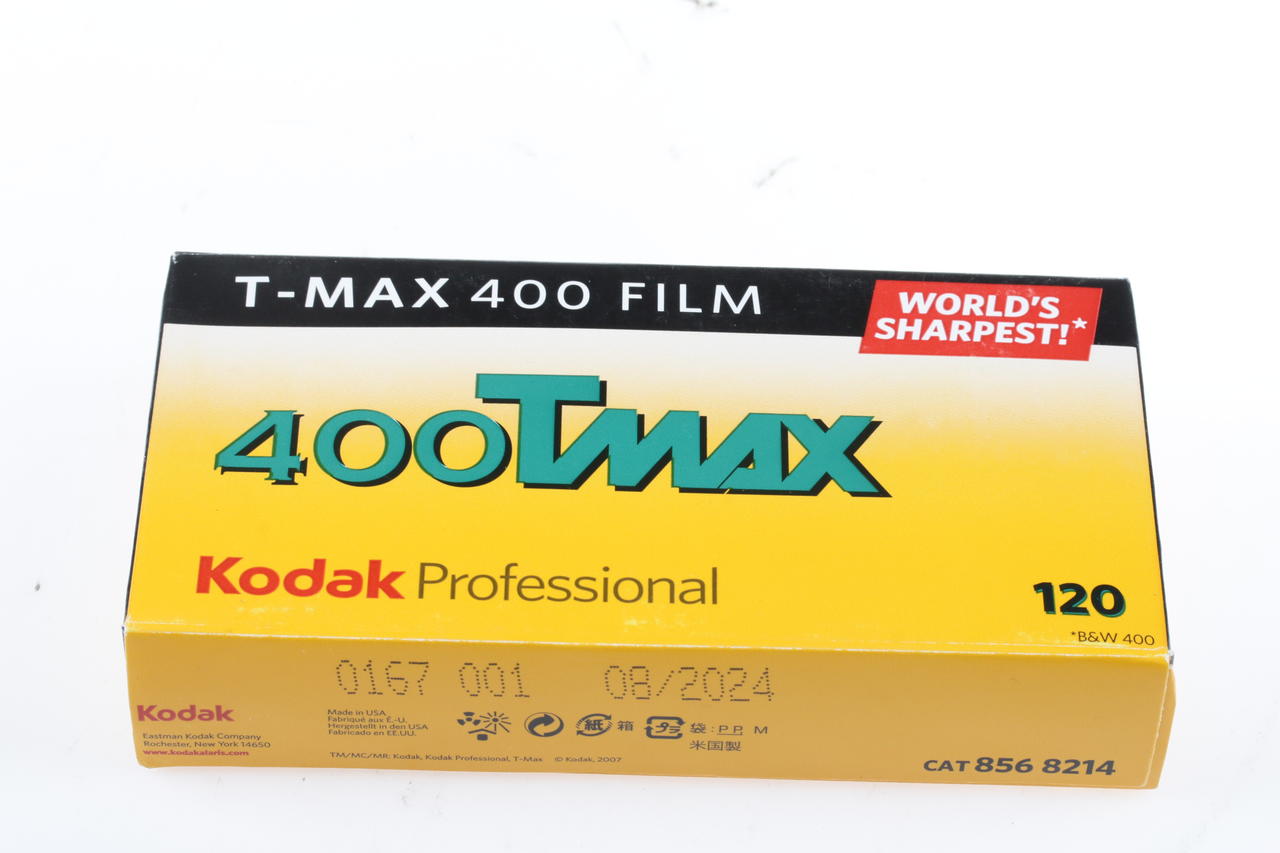 T-MAX 400 FILM
WORLD'S
SHARPEST!*
400TMAX
Kodak Professional
120
*B&W 400
0167 001 08/2024
Kodak
Eastman Kodak Company
Rochester, New York 14650
www.kodakalaris.com
Made in USA
Fabriqué aux É.-U.
Hergestellt in den USA
Fabricado en EE.UU.
紙 箱 プラ 袋: PP, M
米国製
TM/MC/MR: Kodak, Kodak Professional, T-Max © Kodak, 2007
CAT 856 8214